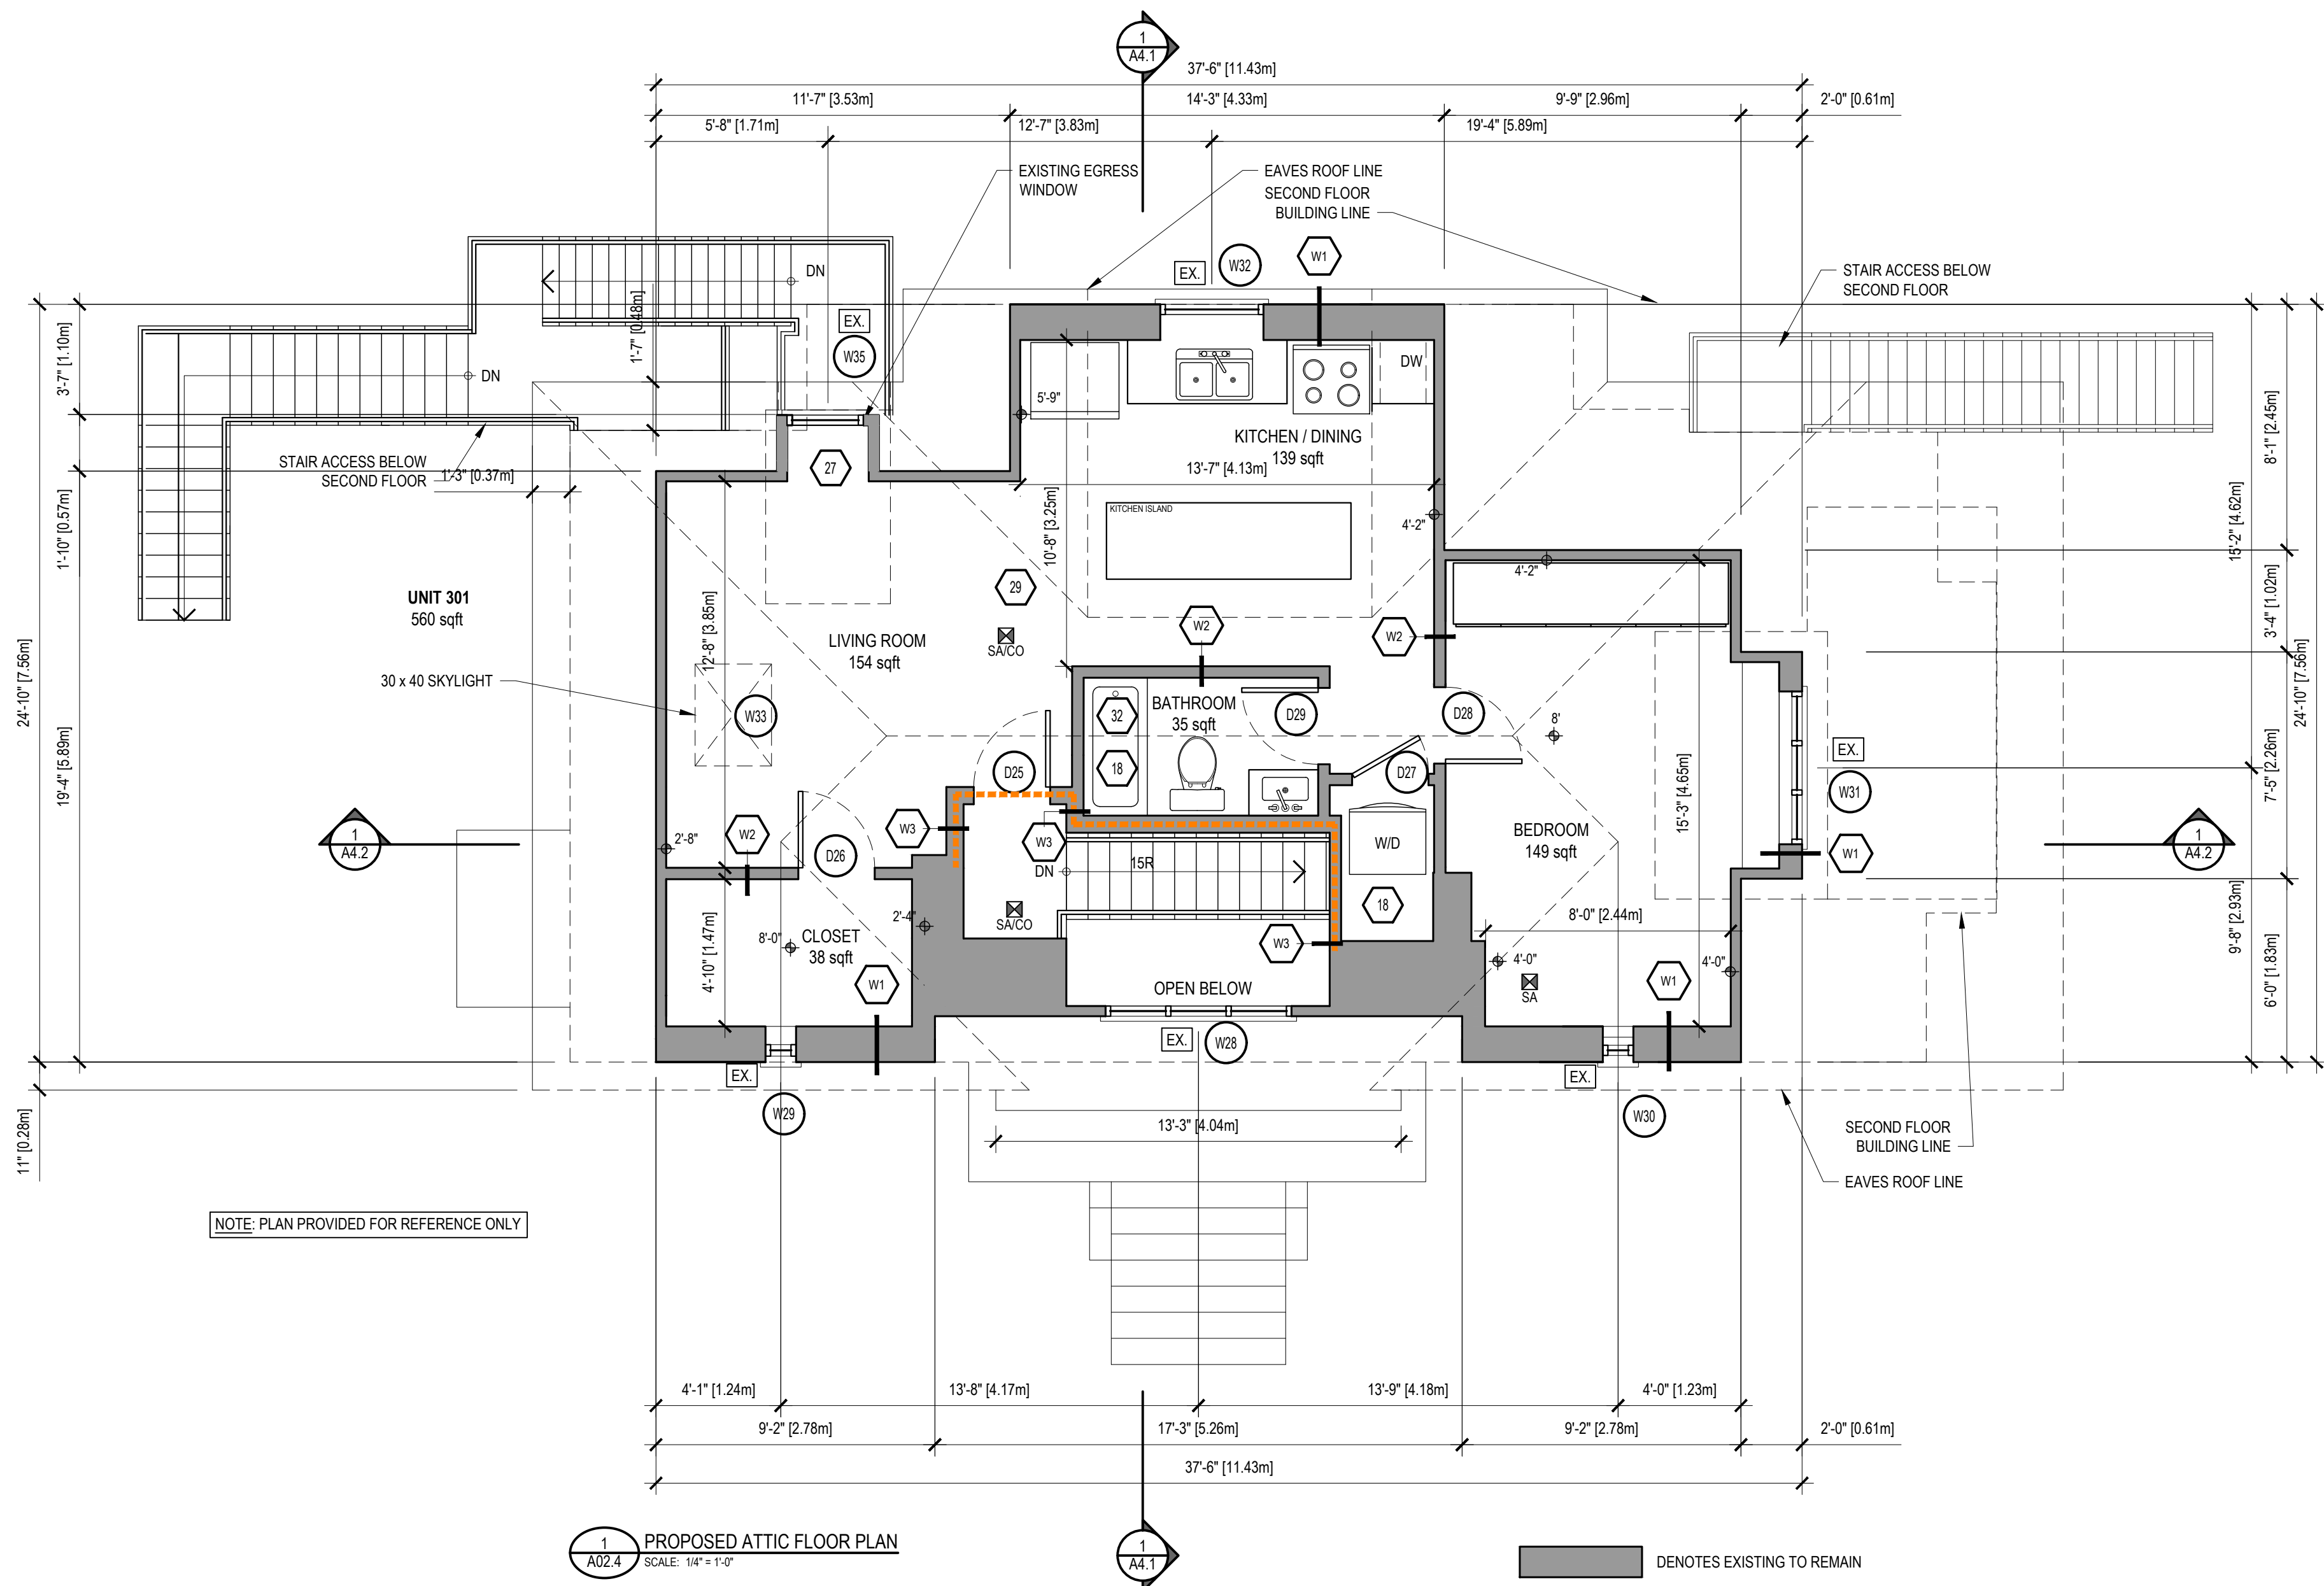 1
A4.1
37'-6" [11.43m]
11'-7" [3.53m]
14'-3" [4.33m]
9'-9" [2.96m]
2'-0" [0.61m]
5'-8" [1.71m]
12'-7" [3.83m]
19'-4" [5.89m]
EXISTING EGRESS
WINDOW
EAVES ROOF LINE
SECOND FLOOR
BUILDING LINE
STAIR ACCESS BELOW
SECOND FLOOR
EX.
W32
W1
DN
EX.
W35
DN
3'-7" [1.10m]
1'-7" [0.48m]
5'-9"
DW
KITCHEN / DINING
139 sqft
13'-7" [4.13m]
KITCHEN ISLAND
4'-2"
10'-8" [3.25m]
STAIR ACCESS BELOW
SECOND FLOOR
1'-3" [0.37m]
27
1'-10" [0.57m]
8'-1" [2.45m]
15'-2" [4.62m]
4'-2"
29
SA/CO
UNIT 301
560 sqft
LIVING ROOM
154 sqft
12'-8" [3.85m]
W2
W2
3'-4" [1.02m]
24'-10" [7.56m]
24'-10" [7.56m]
30 x 40 SKYLIGHT
W33
32
BATHROOM
35 sqft
D29
D28
8'
19'-4" [5.89m]
D25
18
D27
EX.
W31
7'-5" [2.26m]
15'-3" [4.65m]
1
A4.2
2'-8"
W2
D26
W3
W3
DN
15R
W/D
BEDROOM
149 sqft
W1
1
A4.2
4'-10" [1.47m]
8'-0"
CLOSET
38 sqft
2'-4"
SA/CO
18
W3
8'-0" [2.44m]
9'-8" [2.93m]
4'-0"
4'-0"
SA
W1
W1
OPEN BELOW
6'-0" [1.83m]
EX.
W28
EX.
W29
EX.
W30
11" [0.28m]
13'-3" [4.04m]
SECOND FLOOR
BUILDING LINE
EAVES ROOF LINE
NOTE: PLAN PROVIDED FOR REFERENCE ONLY
4'-1" [1.24m]
13'-8" [4.17m]
13'-9" [4.18m]
4'-0" [1.23m]
9'-2" [2.78m]
17'-3" [5.26m]
9'-2" [2.78m]
2'-0" [0.61m]
37'-6" [11.43m]
1
A02.4
PROPOSED ATTIC FLOOR PLAN
SCALE: 1/4" = 1'-0"
1
A4.1
DENOTES EXISTING TO REMAIN